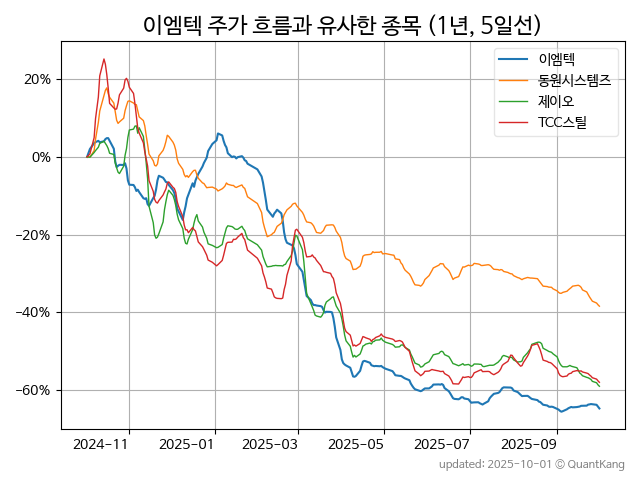 이엠텍 주가 흐름과 유사한 종목 (1년, 5일선)
이엠텍
동원시스템즈
제이오
TCC스틸
20%
0%
−20%
−40%
−60%
2024-11
2025-01
2025-03
2025-05
2025-07
2025-09
updated: 2025-10-01 © QuantKang